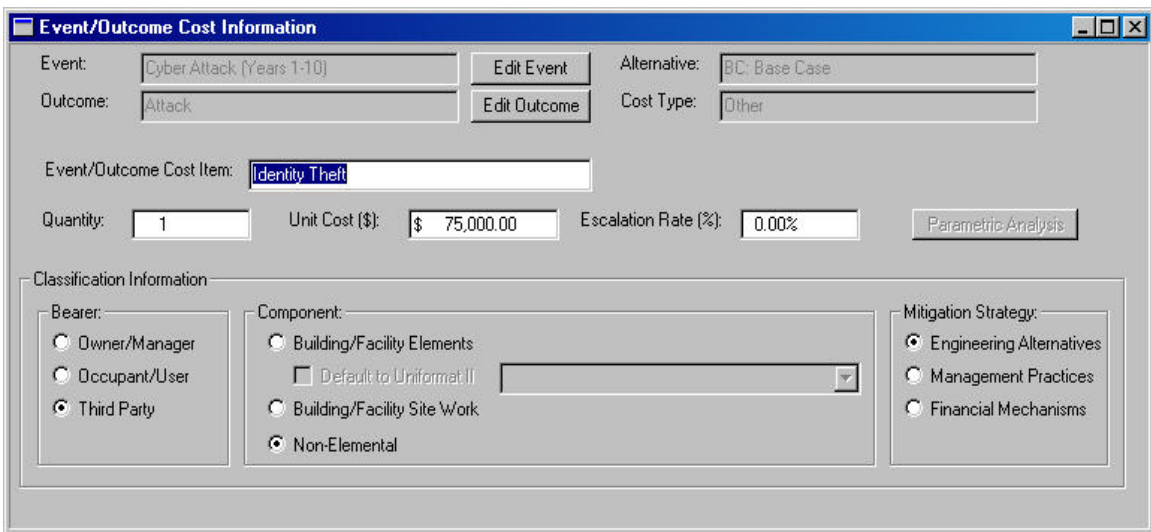 Event/Outcome Cost Information
Event: Cyber Attack (Years 1-10) Edit Event Alternative: BC: Base Case
Outcome: Attack Edit Outcome Cost Type: Other
Event/Outcome Cost Item: Identity Theft
Quantity: 1 Unit Cost ($): $ 75,000.00 Escalation Rate (%): 0.00% Parametric Analysis
Classification Information
Bearer: Component: Mitigation Strategy:
Owner/Manager Building/Facility Elements Engineering Alternatives
Occupant/User Default to Uniformat II Management Practices
Third Party Building/Facility Site Work Financial Mechanisms
Non-Elemental